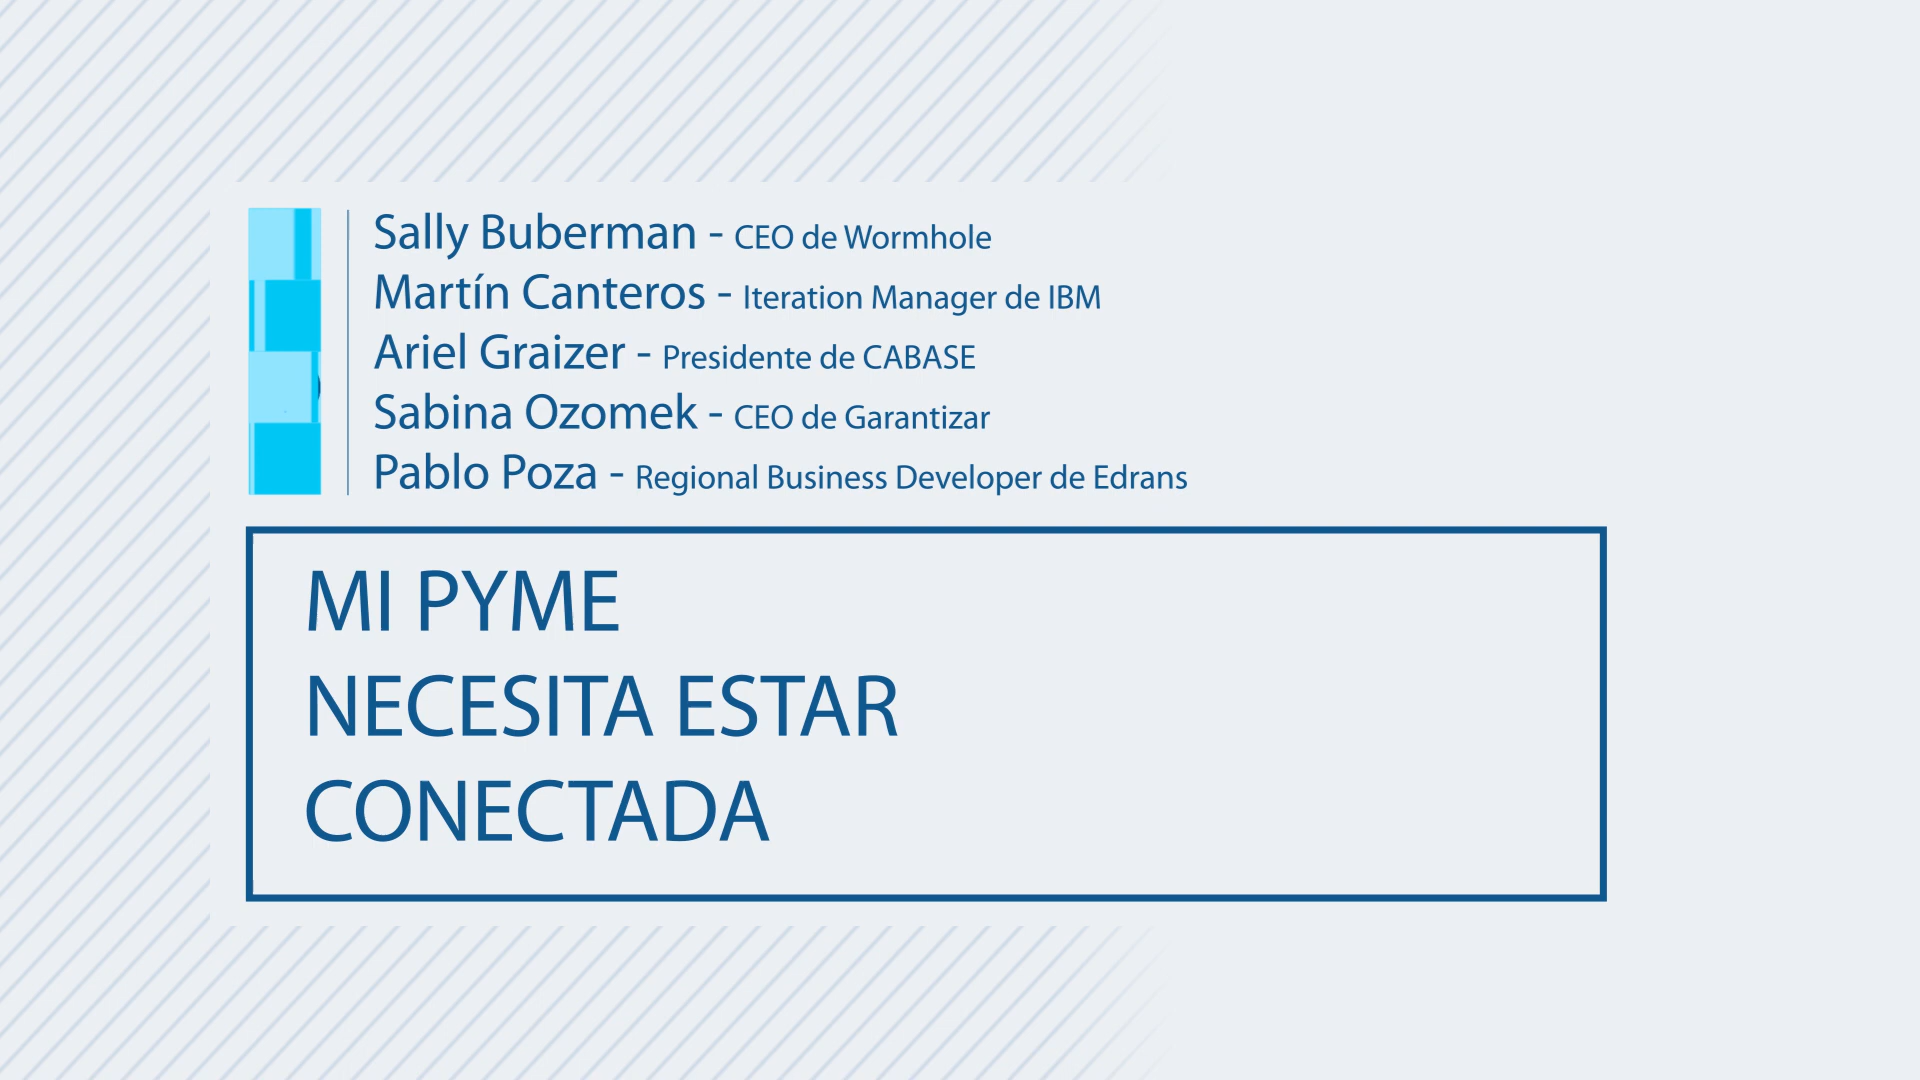 Sally Buberman - CEO de Wormhole
Martín Canteros - Iteration Manager de IBM
Ariel Graizer - Presidente de CABASE
Sabina Ozomek - CEO de Garantizar
Pablo Poza - Regional Business Developer de Edrans
MI PYME
NECESITA ESTAR
CONECTADA